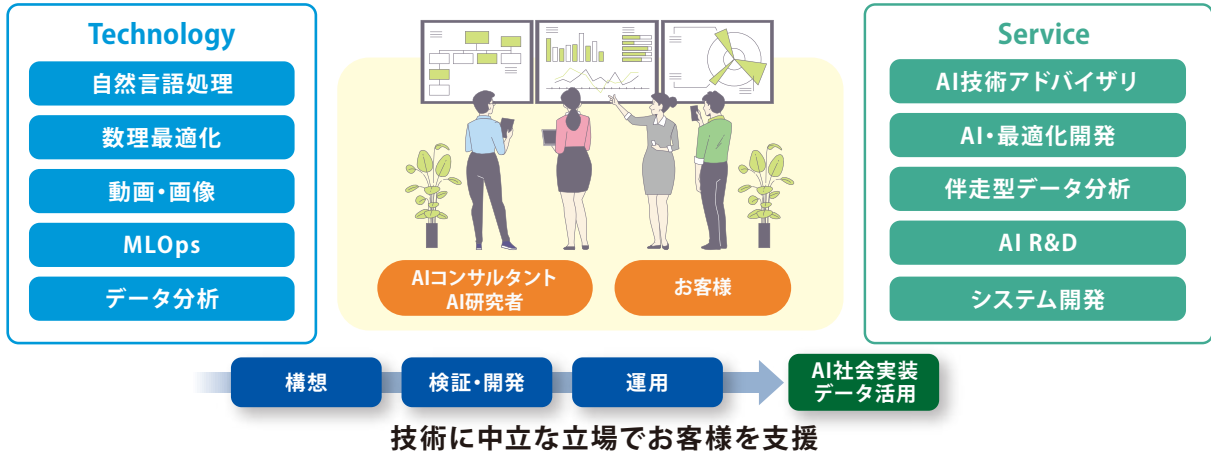 Technology
自然言語処理
数理最適化
動画・画像
MLOps
データ分析
AIコンサルタント
AI研究者
お客様
Service
AI技術アドバイザリ
AI・最適化開発
伴走型データ分析
AI R&D
システム開発
構想
検証・開発
運用
AI社会実装
データ活用
技術に中立な立場でお客様を支援